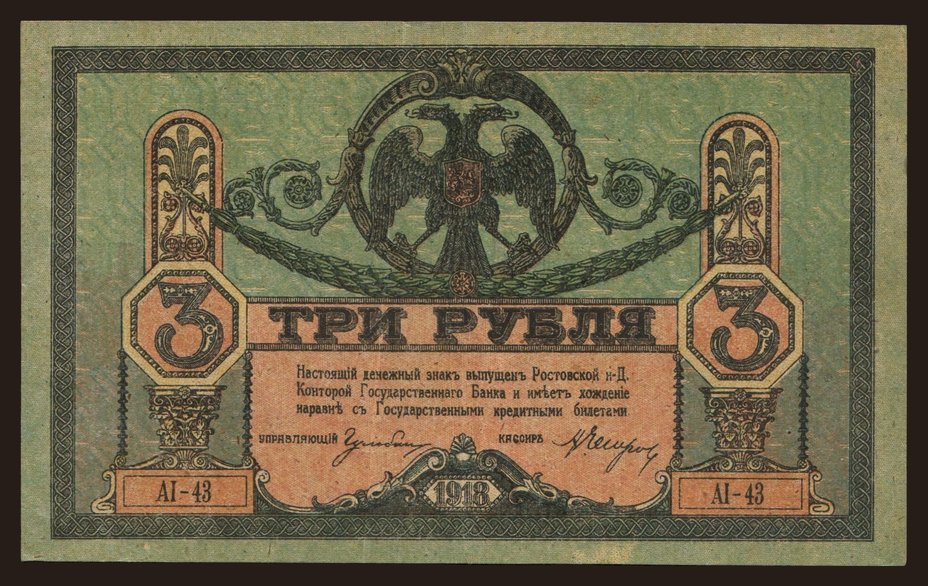 3 ТРИ РУБЛЯ 3
Настоящій денежный знакъ выпущенъ Ростовской н-Д.
Конторой Государственнаго Банка и имѣетъ хожденіе
наравнѣ съ Государственными кредитными билетами.
УПРАВЛЯЮЩІЙ КАССИРЪ
АІ-43 1918 АІ-43